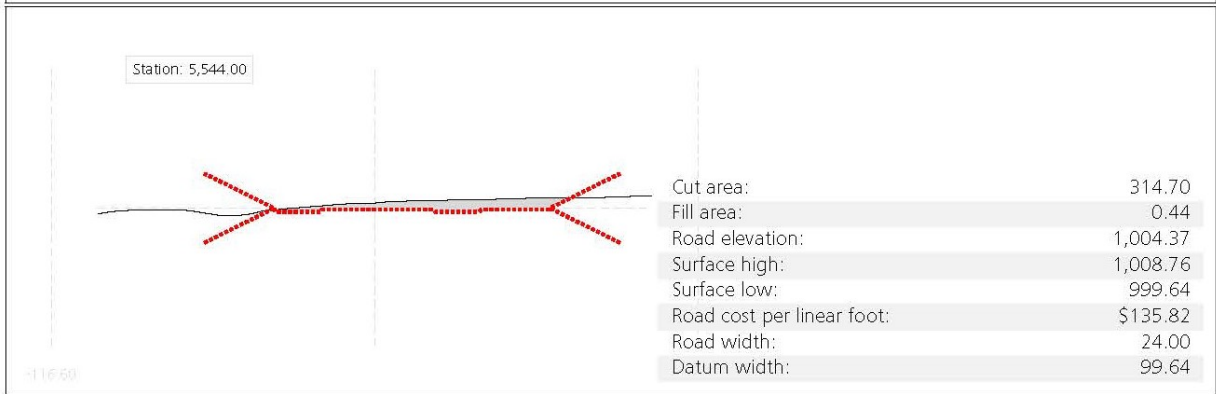 Station: 5,544.00
Cut area: 314.70
Fill area: 0.44
Road elevation: 1,004.37
Surface high: 1,008.76
Surface low: 999.64
Road cost per linear foot: $135.82
Road width: 24.00
Datum width: 99.64
-116.60